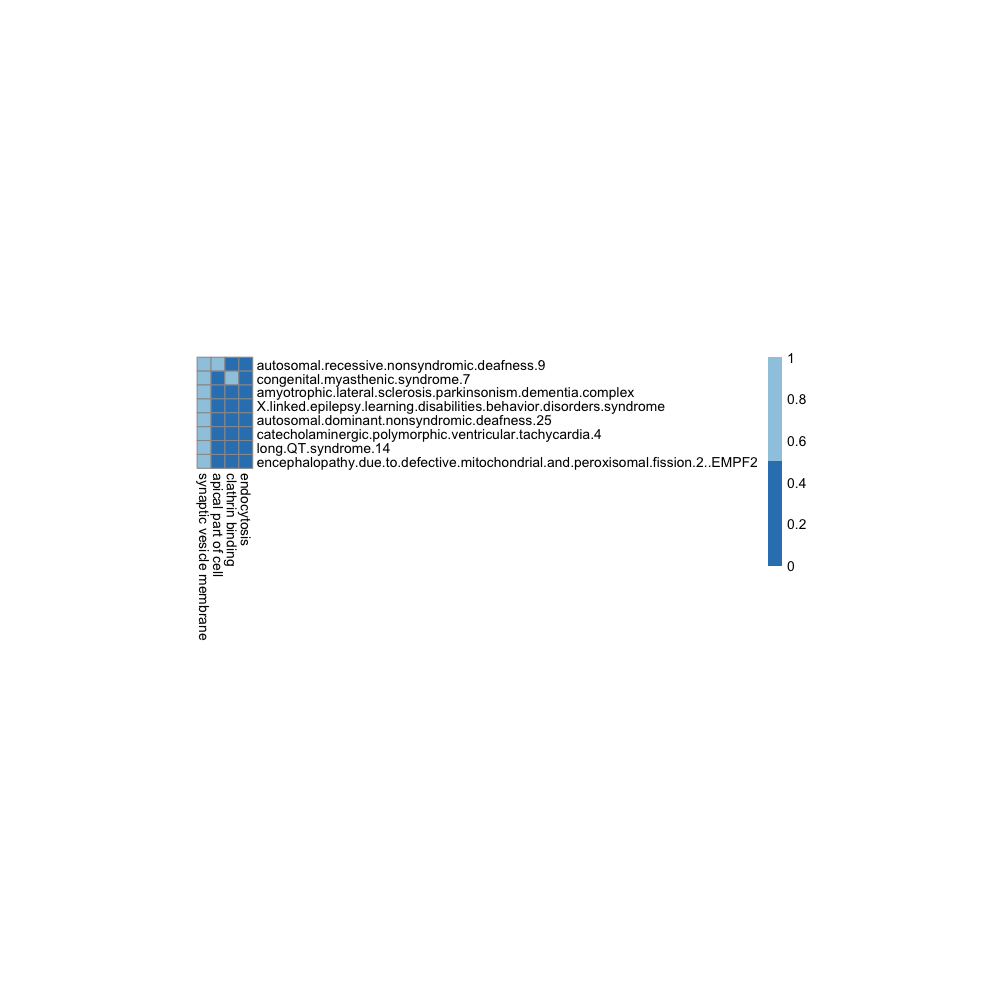 autosomal.recessive.nonsyndromic.deafness.9
congenital.myasthenic.syndrome.7
amyotrophic.lateral.sclerosis.parkinsonism.dementia.complex
X.linked.epilepsy.learning.disabilities.behavior.disorders.syndrome
autosomal.dominant.nonsyndromic.deafness.25
catecholaminergic.polymorphic.ventricular.tachycardia.4
long.QT.syndrome.14
encephalopathy.due.to.defective.mitochondrial.and.peroxisomal.fission.2..EMPF2
synaptic vesicle membrane
apical part of cell
clathrin binding
endocytosis
1
0.8
0.6
0.4
0.2
0